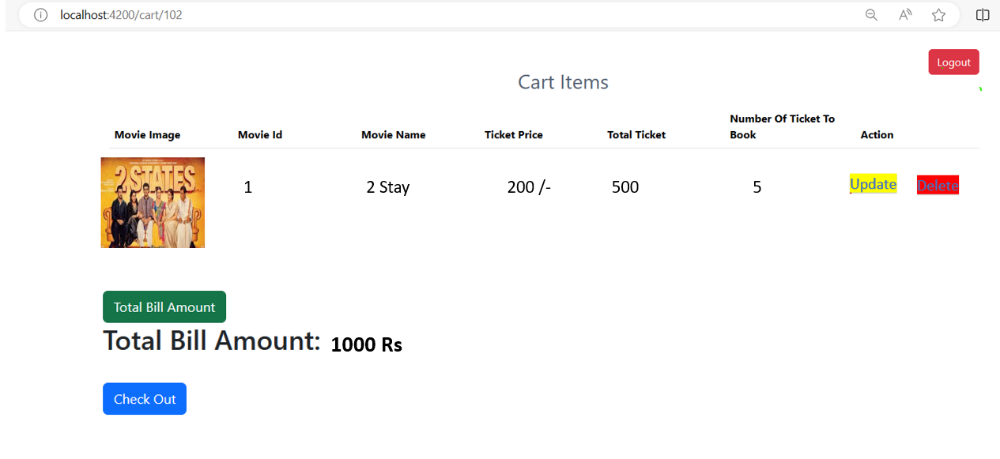 localhost:4200/cart/102
Logout
Cart Items
Movie Image Movie Id Movie Name Ticket Price Total Ticket Number Of Ticket To Book Action
2 STATES
1 2 Stay 200 /- 500 5 Update Delete
Total Bill Amount
Total Bill Amount: 1000 Rs
Check Out